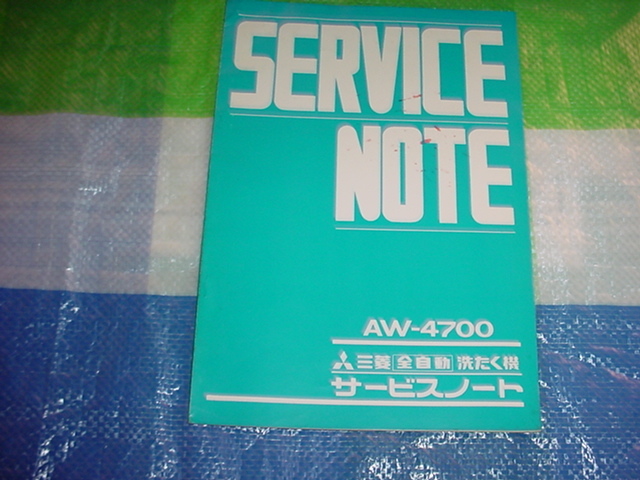 SERVICE
NOTE
AW-4700
三菱 全自動 洗たく機
サービスノート